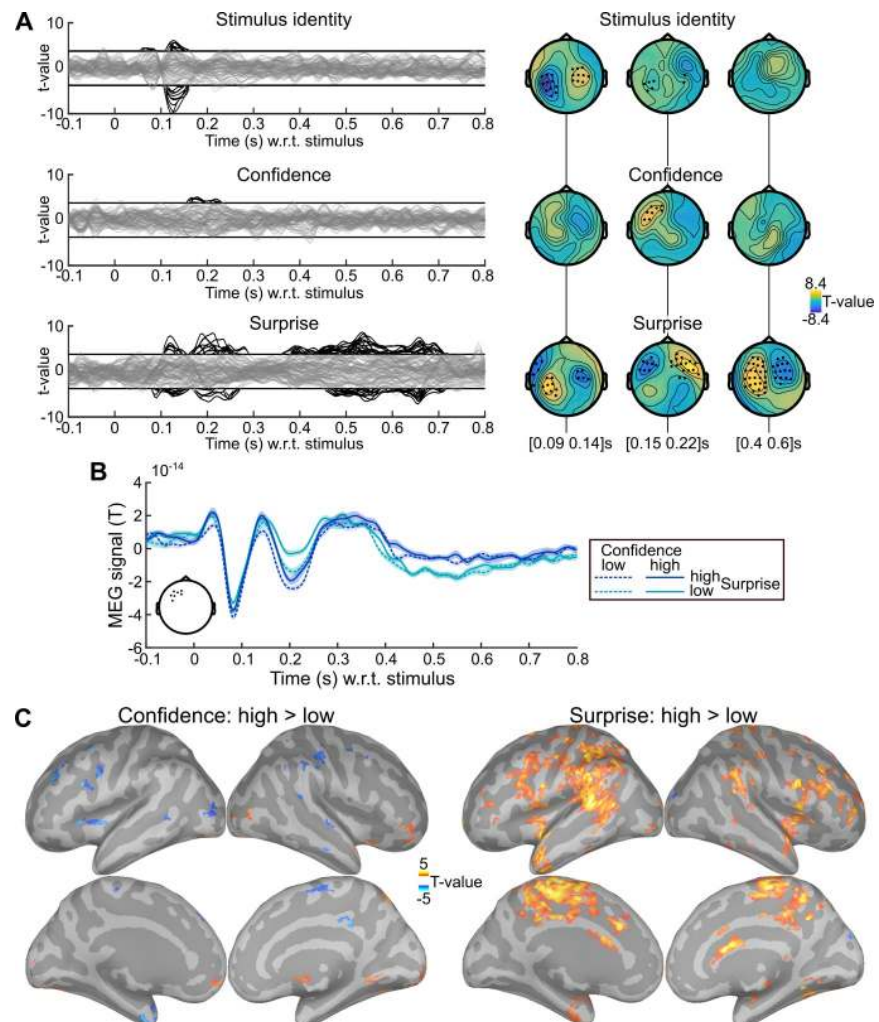 A
Stimulus identity
10
0
-10
t-value
-0.1 0 0.1 0.2 0.3 0.4 0.5 0.6 0.7 0.8
Time (s) w.r.t. stimulus
Confidence
10
0
-10
t-value
-0.1 0 0.1 0.2 0.3 0.4 0.5 0.6 0.7 0.8
Time (s) w.r.t. stimulus
Surprise
10
0
-10
t-value
-0.1 0 0.1 0.2 0.3 0.4 0.5 0.6 0.7 0.8
Time (s) w.r.t. stimulus
Stimulus identity
Confidence
8.4
T-value
-8.4
Surprise
[0.09 0.14]s [0.15 0.22]s [0.4 0.6]s
B
10^-14
4
2
0
-2
-4
-6
MEG signal (T)
-0.1 0 0.1 0.2 0.3 0.4 0.5 0.6 0.7 0.8
Time (s) w.r.t. stimulus
Confidence
low high
high
Surprise
low
C
Confidence: high > low
5
T-value
-5
Surprise: high > low
5
T-value
-5